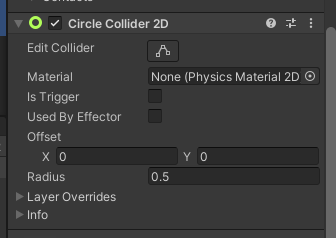 Circle Collider 2D
Edit Collider
Material None (Physics Material 2D
Is Trigger
Used By Effector
Offset
X 0 Y 0
Radius 0.5
Layer Overrides
Info